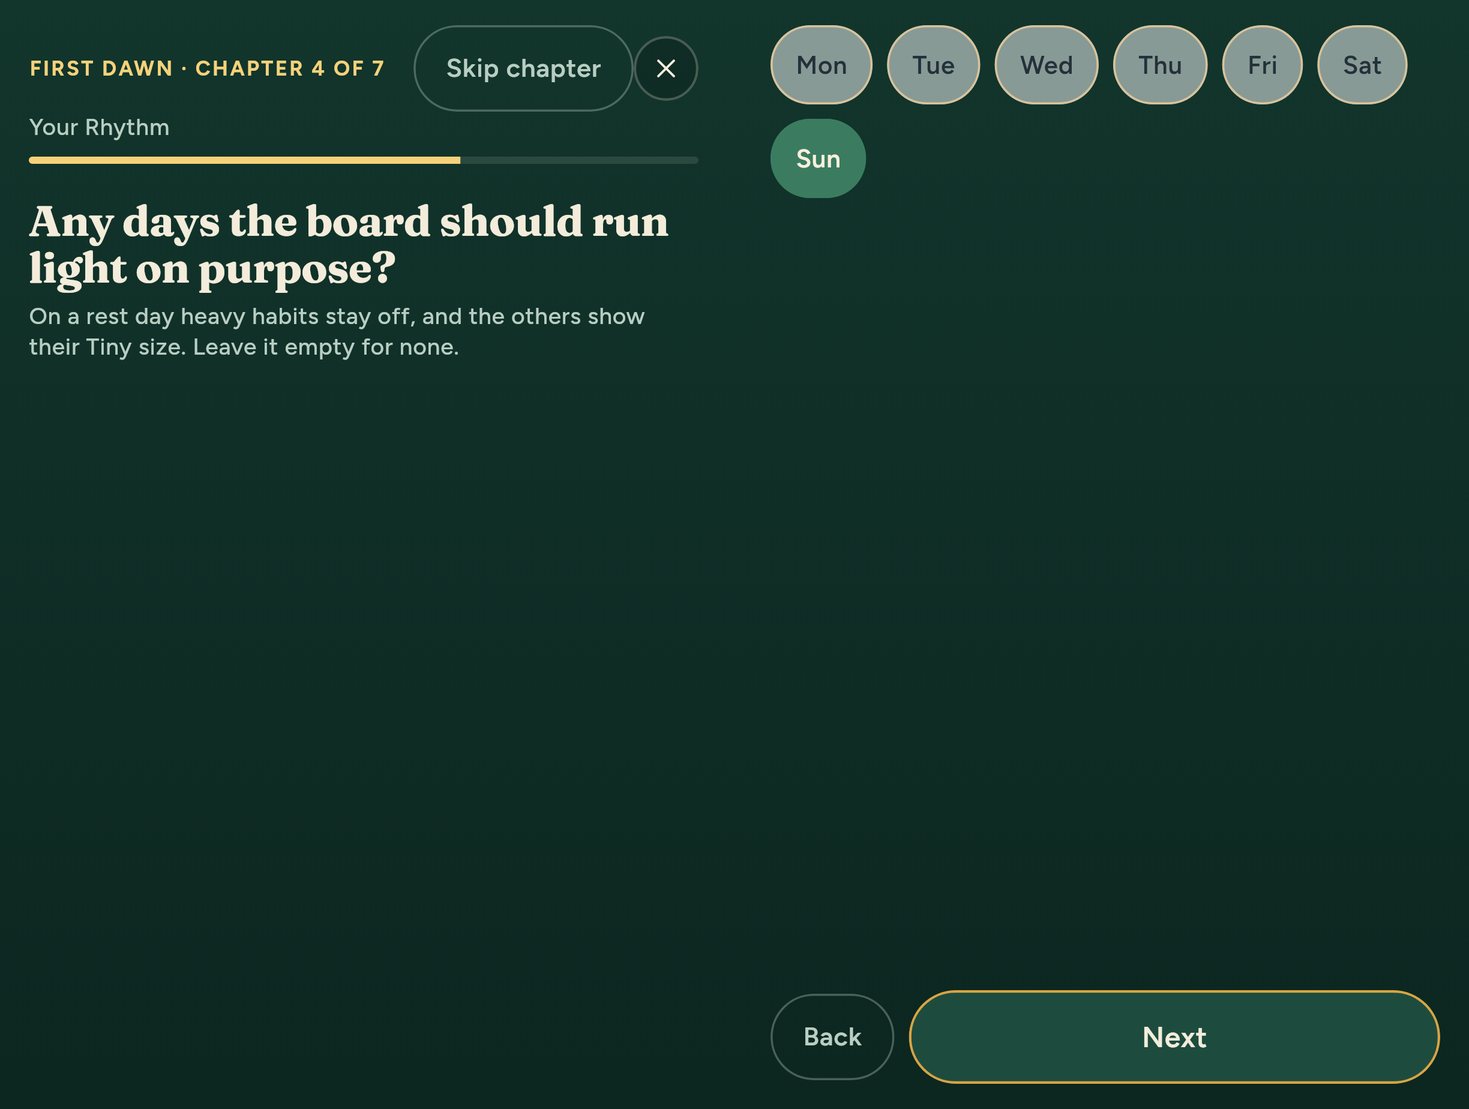 FIRST DAWN · CHAPTER 4 OF 7
Skip chapter
Your Rhythm
Any days the board should run
light on purpose?
On a rest day heavy habits stay off, and the others show
their Tiny size. Leave it empty for none.
Mon Tue Wed Thu Fri Sat
Sun
Back
Next